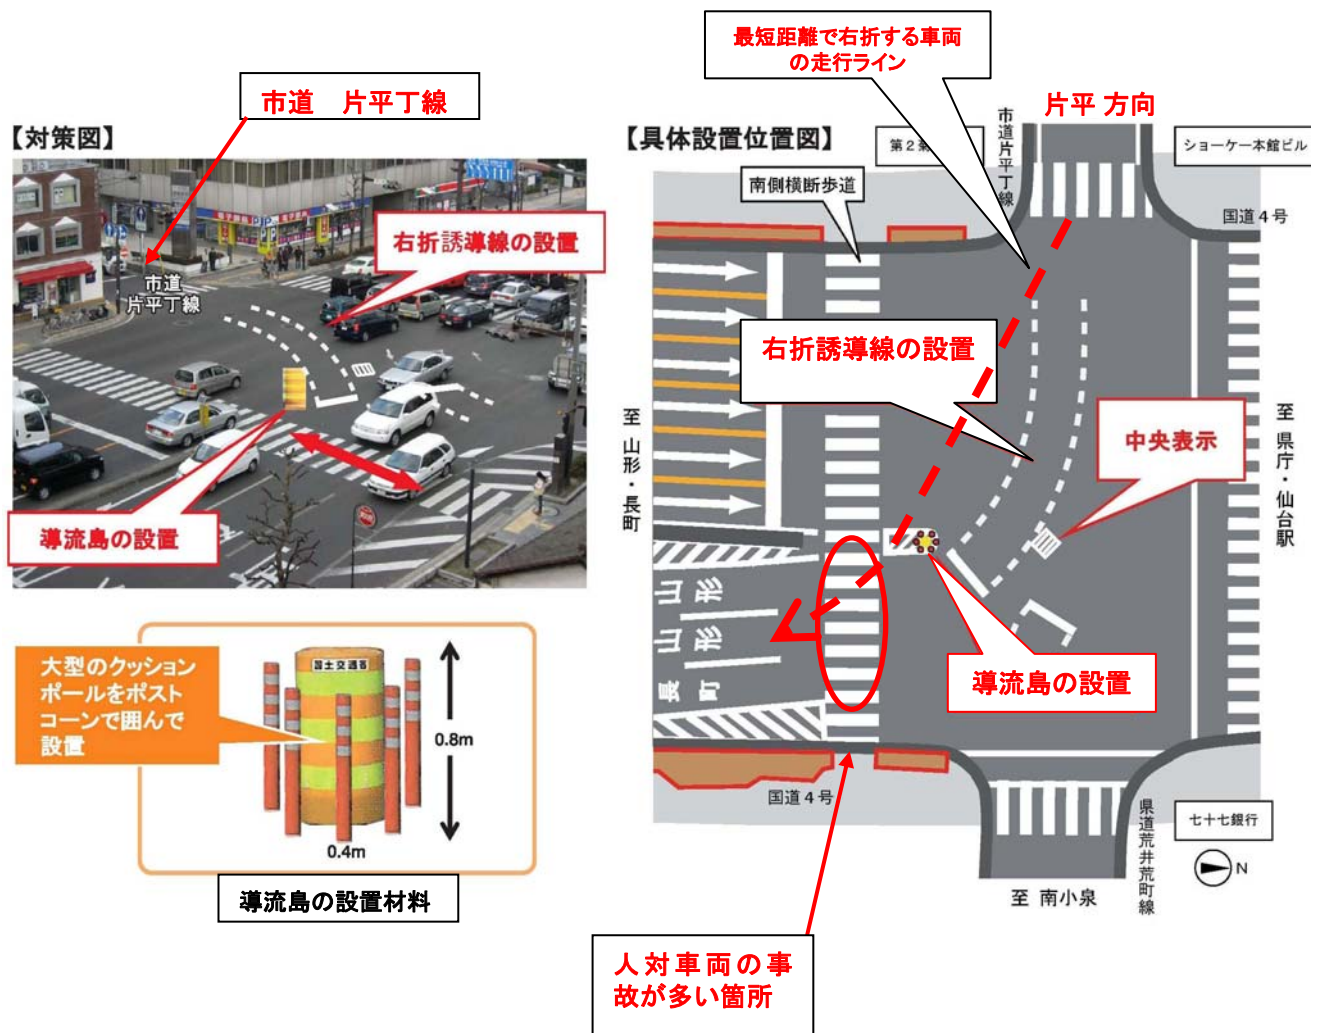 最短距離で右折する車両
の走行ライン
市道　片平丁線
片平 方向
【対策図】
【具体設置位置図】
市道片平丁線
ショーケー本館ビル
南側横断歩道
国道4号
右折誘導線の設置
市道
片平丁線
右折誘導線の設置
中央表示
至 山形・長町
至 県庁・仙台駅
導流島の設置
山形
山形
長町
導流島の設置
大型のクッション
ポールをポスト
コーンで囲んで
設置
国土交通省
0.8m
0.4m
導流島の設置材料
国道４号
県道荒井荒町線
七十七銀行
N
至 南小泉
人対車両の事
故が多い箇所